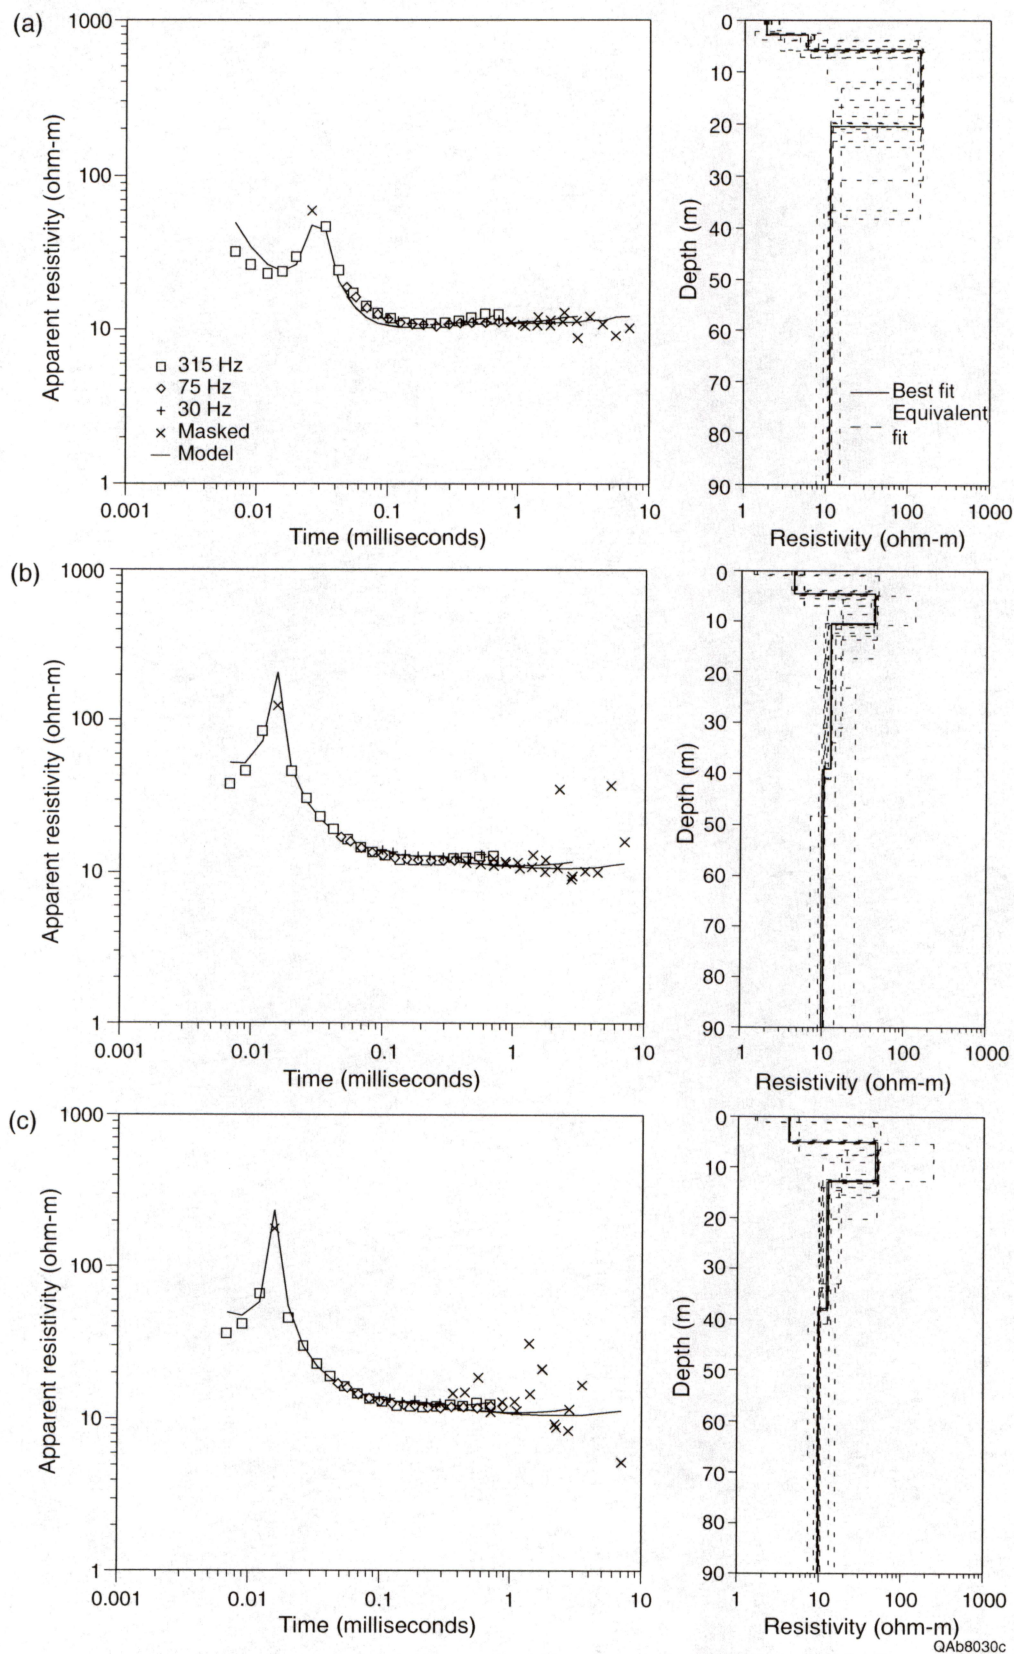 (a)
1000
100
10
1
Apparent resistivity (ohm-m)
315 Hz
75 Hz
30 Hz
Masked
Model
0.001
0.01
0.1
1
10
Time (milliseconds)
0
10
20
30
40
50
60
70
80
90
Depth (m)
Best fit
Equivalent
fit
1
10
100
1000
Resistivity (ohm-m)
(b)
1000
100
10
1
Apparent resistivity (ohm-m)
0.001
0.01
0.1
1
10
Time (milliseconds)
0
10
20
30
40
50
60
70
80
90
Depth (m)
1
10
100
1000
Resistivity (ohm-m)
(c)
1000
100
10
1
Apparent resistivity (ohm-m)
0.001
0.01
0.1
1
10
Time (milliseconds)
0
10
20
30
40
50
60
70
80
90
Depth (m)
1
10
100
1000
Resistivity (ohm-m)
QAb8030c